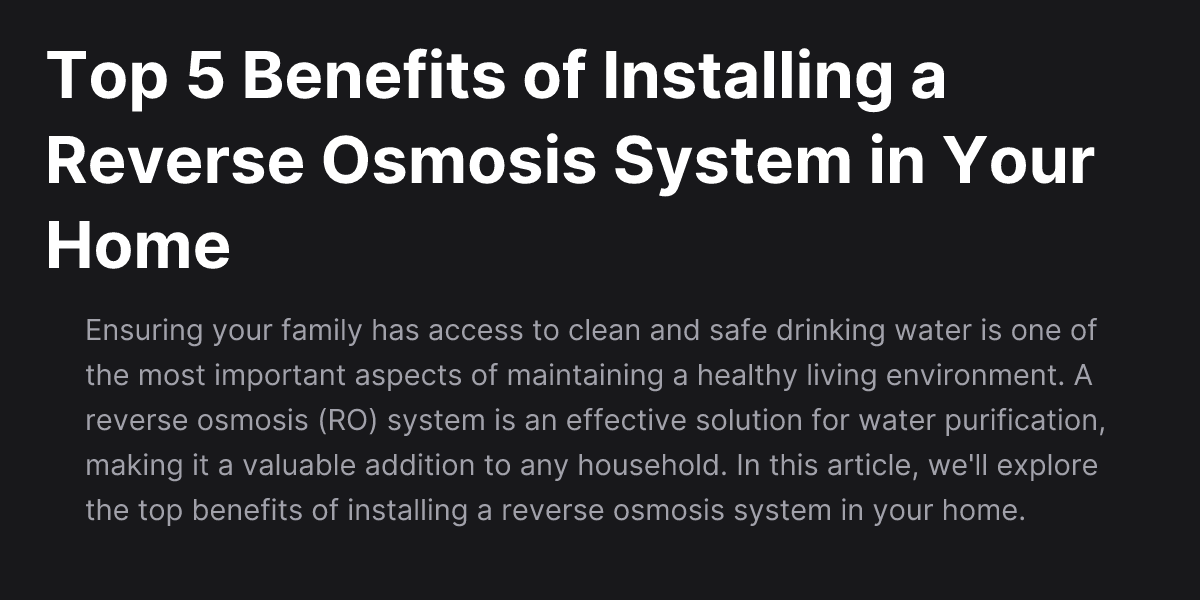 Top 5 Benefits of Installing a
Reverse Osmosis System in Your
Home
Ensuring your family has access to clean and safe drinking water is one of
the most important aspects of maintaining a healthy living environment. A
reverse osmosis (RO) system is an effective solution for water purification,
making it a valuable addition to any household. In this article, we'll explore
the top benefits of installing a reverse osmosis system in your home.